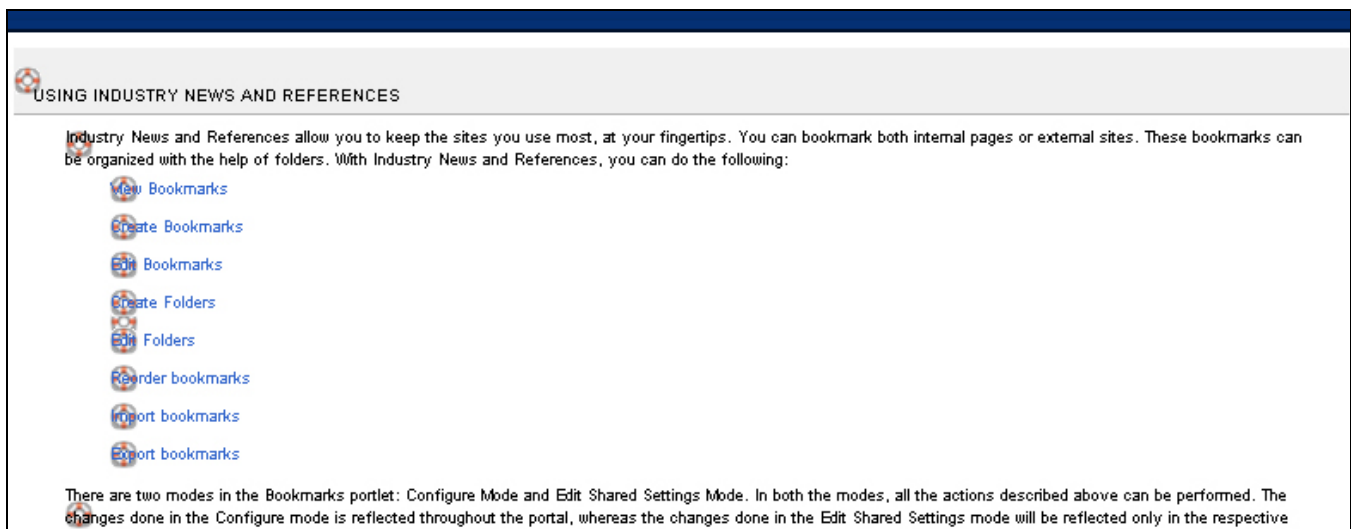 USING INDUSTRY NEWS AND REFERENCES
Industry News and References allow you to keep the sites you use most, at your fingertips. You can bookmark both internal pages or external sites. These bookmarks can
be organized with the help of folders. With Industry News and References, you can do the following:
View Bookmarks
Create Bookmarks
Edit Bookmarks
Create Folders
Edit Folders
Reorder bookmarks
Import bookmarks
Export bookmarks
There are two modes in the Bookmarks portlet: Configure Mode and Edit Shared Settings Mode. In both the modes, all the actions described above can be performed. The
changes done in the Configure mode is reflected throughout the portal, whereas the changes done in the Edit Shared Settings mode will be reflected only in the respective